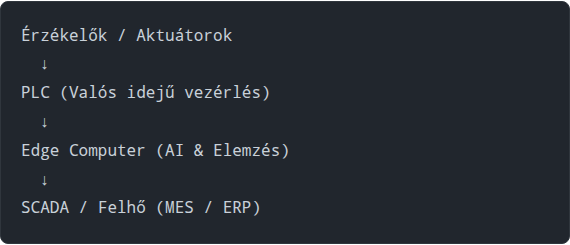 Érzékelők / Aktuátorok
↓
PLC (Valós idejű vezérlés)
↓
Edge Computer (AI & Elemzés)
↓
SCADA / Felhő (MES / ERP)